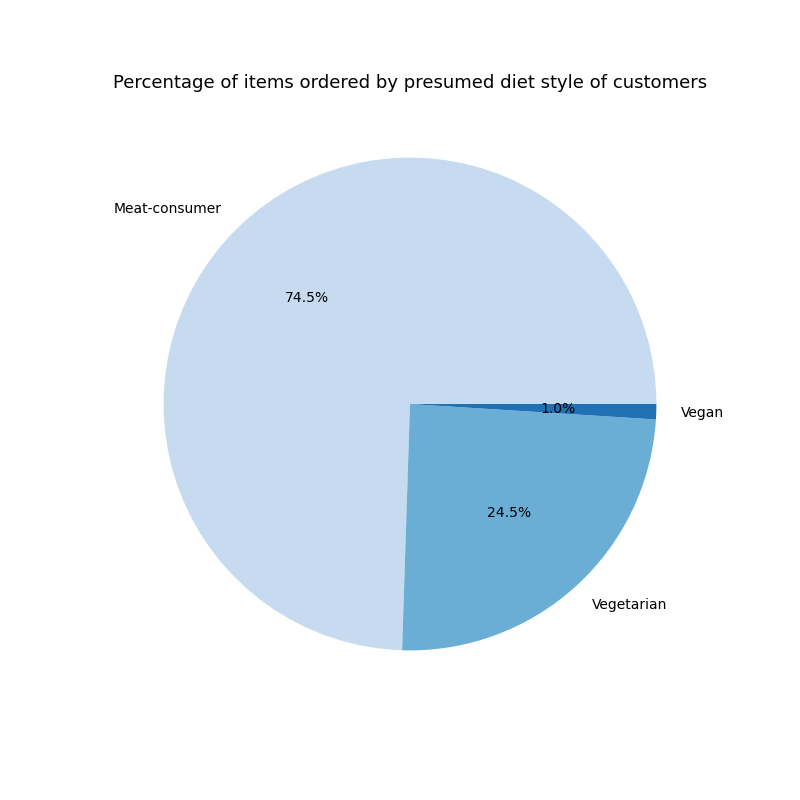 Percentage of items ordered by presumed diet style of customers
Meat-consumer
74.5%
1.0%
Vegan
24.5%
Vegetarian